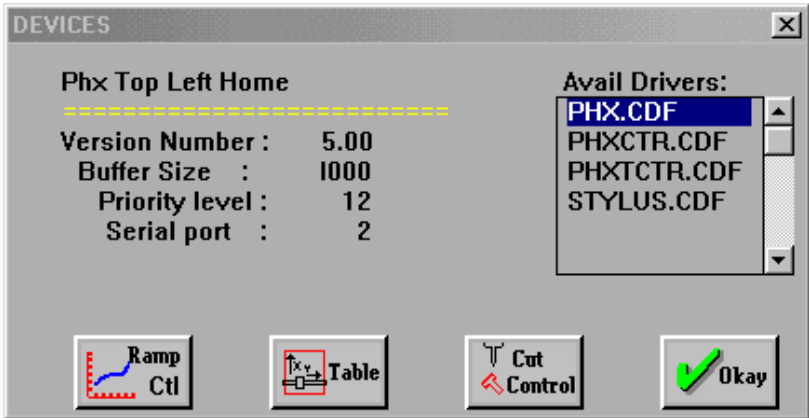 DEVICES
Phx Top Left Home
==========================
Version Number : 5.00
Buffer Size : I000
Priority level : 12
Serial port : 2
Avail Drivers:
PHX.CDF
PHXCTR.CDF
PHXTCTR.CDF
STYLUS.CDF
Ramp
Ctl
X Y
Table
Cut
Control
Okay